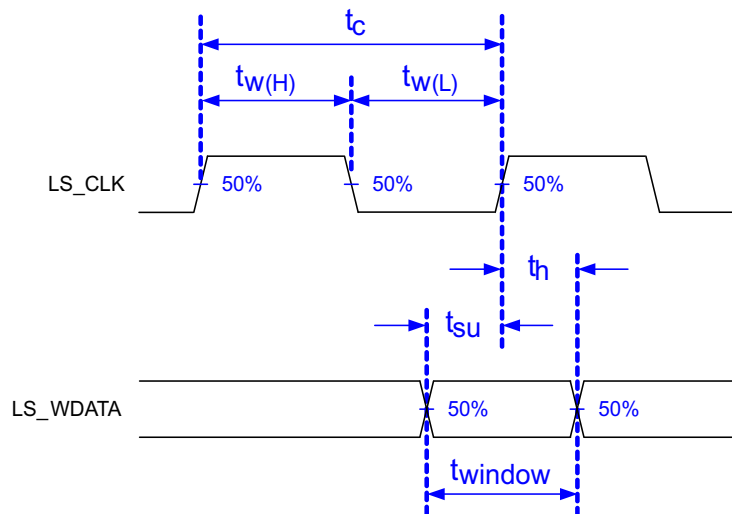 tc
tw(H) tw(L)
LS_CLK 50% 50% 50%
th
tsu
LS_WDATA 50% 50%
twindow